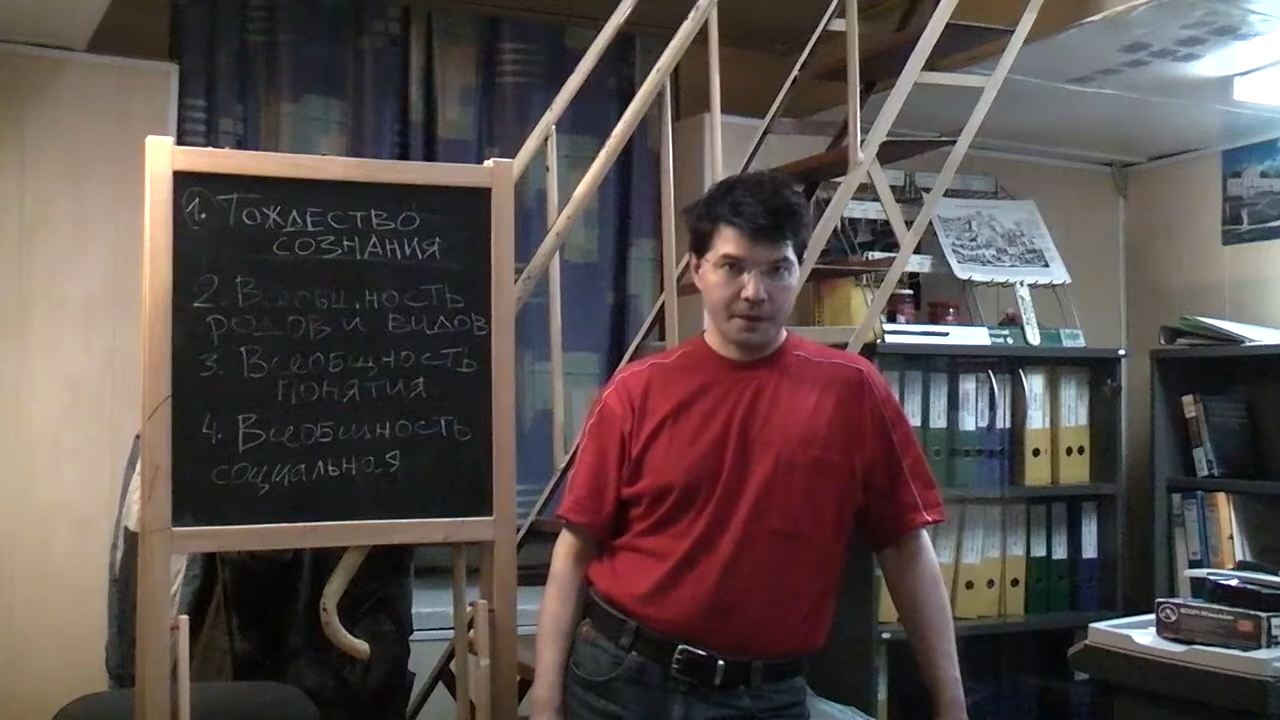 1. ТОЖДЕСТВО
СОЗНАНИЯ
2. Всеобщность
родов и видов
3. Всеобщность
понятия
4. Всеобщность
социальная